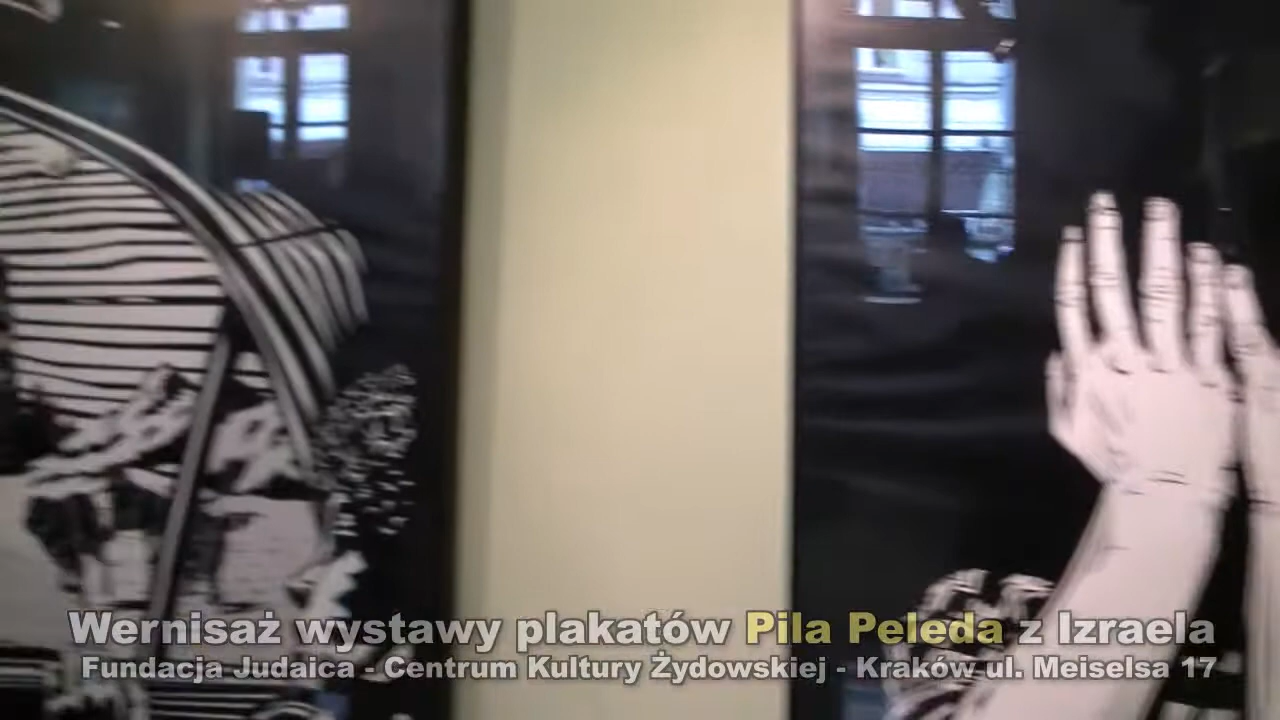 Wernisaż wystawy plakatów Pila Peleda z Izraela
Fundacja Judaica - Centrum Kultury Żydowskiej - Kraków ul. Meiselsa 17